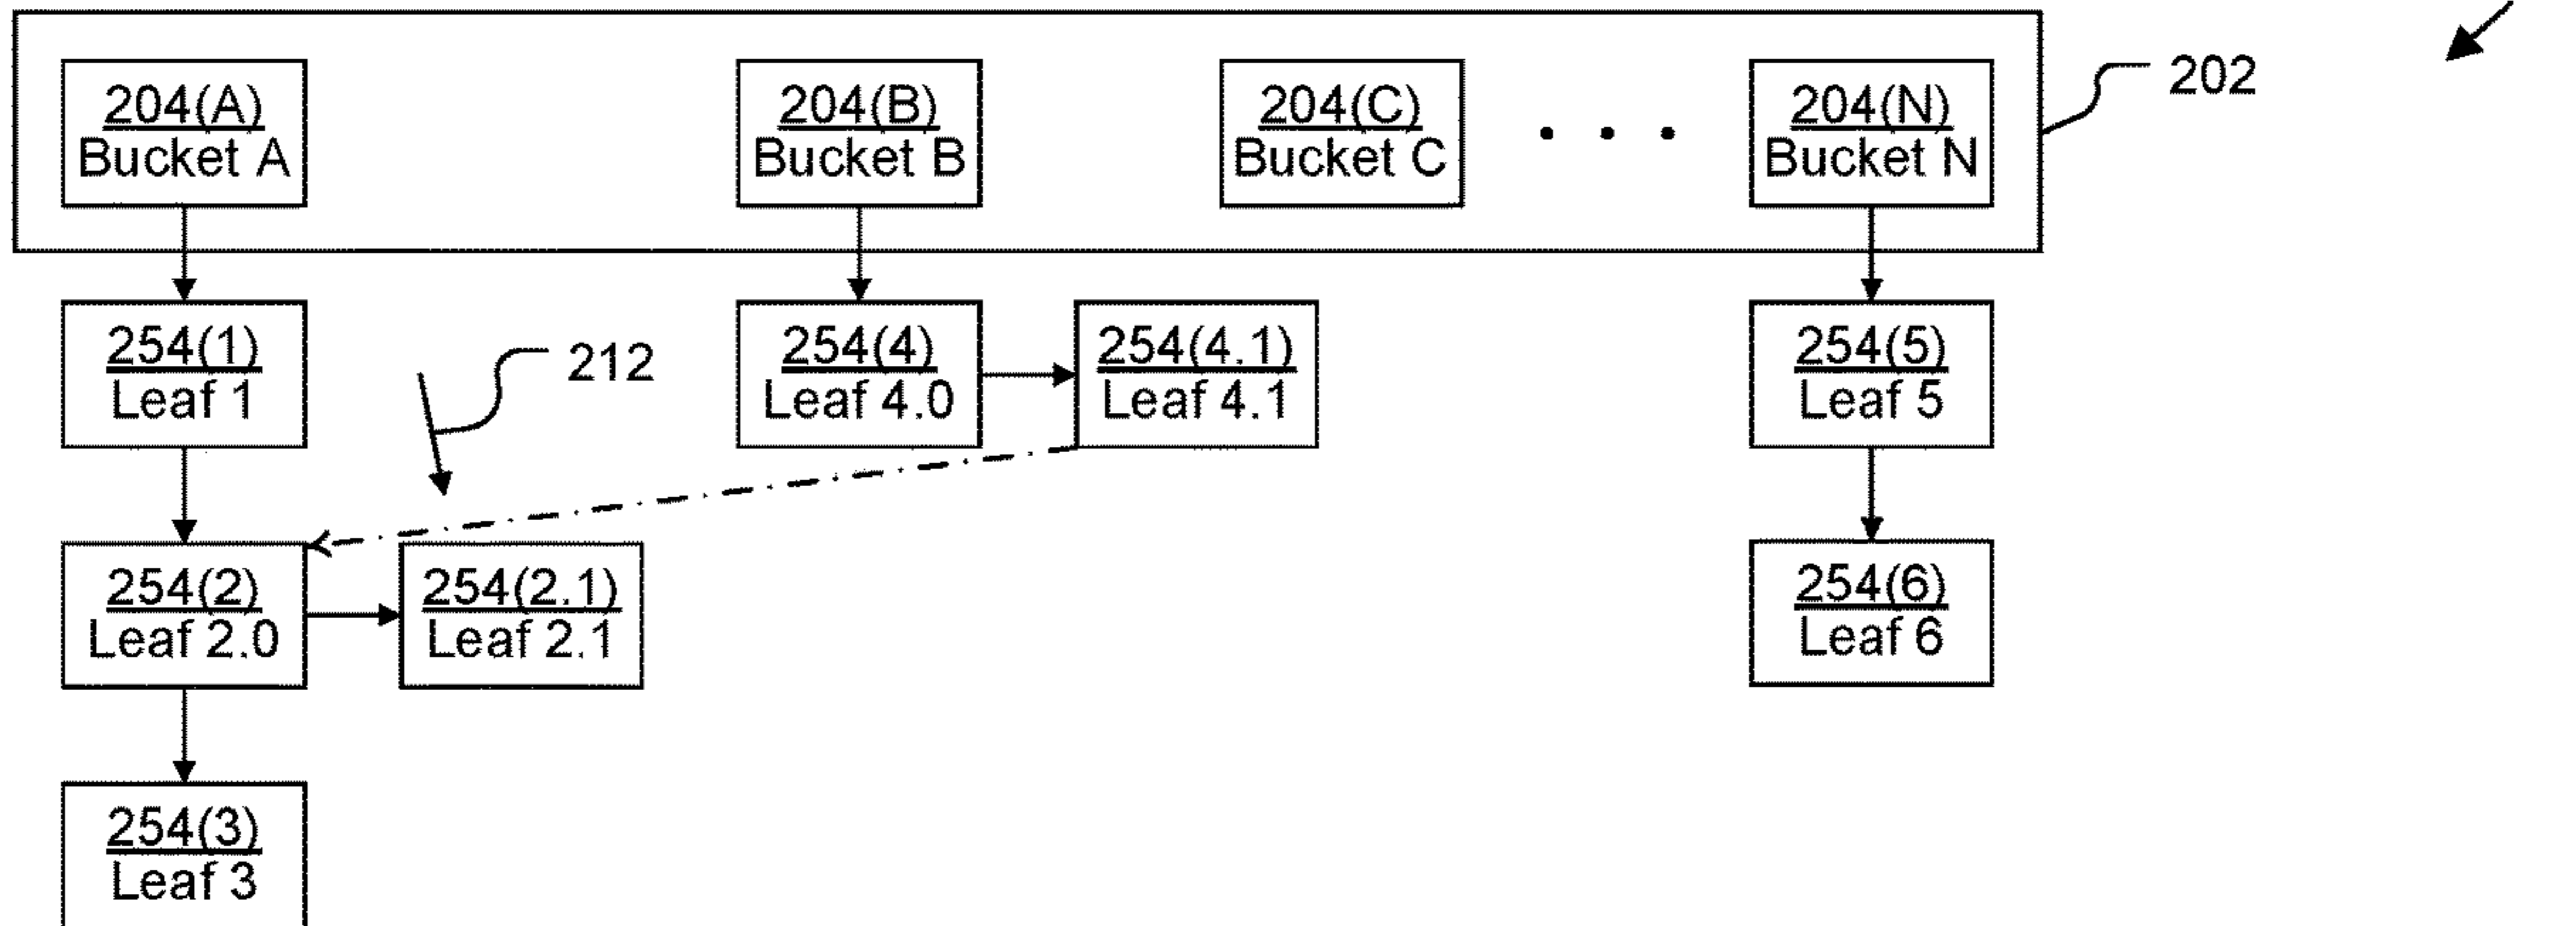 204(A)
Bucket A
204(B)
Bucket B
204(C)
Bucket C
204(N)
Bucket N
202
254(1)
Leaf 1
212
254(4)
Leaf 4.0
254(4.1)
Leaf 4.1
254(5)
Leaf 5
254(2)
Leaf 2.0
254(2.1)
Leaf 2.1
254(6)
Leaf 6
254(3)
Leaf 3